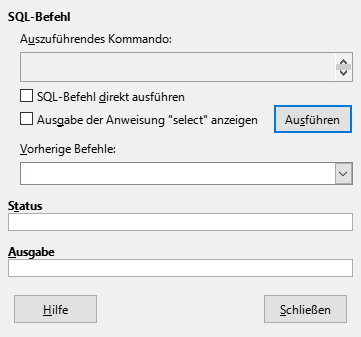 SQL-Befehl
Auszuführendes Kommando:
SQL-Befehl direkt ausführen
Ausgabe der Anweisung "select" anzeigen
Ausführen
Vorherige Befehle:
Status
Ausgabe
Hilfe
Schließen